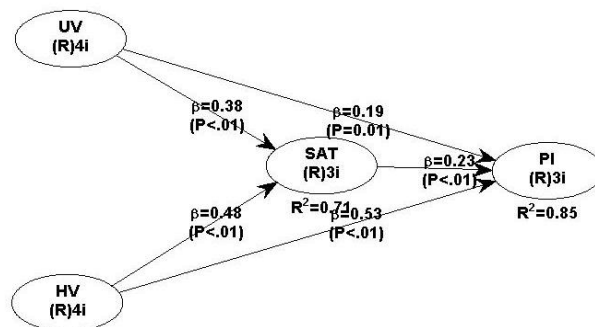 UV
(R)4i
β=0.38
(P<.01)
β=0.19
(P=0.01)
SAT
(R)3i
β=0.23
(P<.01)
PI
(R)3i
R²=0.71
R²=0.85
β=0.48
(P<.01)
β=0.53
(P<.01)
HV
(R)4i